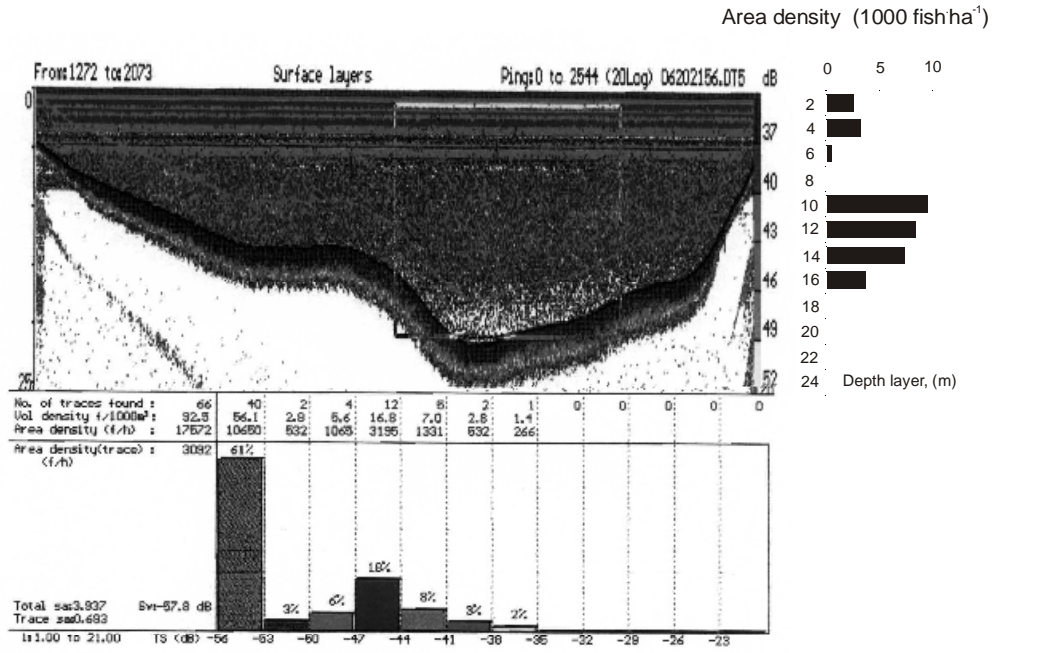 Area density (1000 fish·ha⁻¹)
From:1272 to:2073 Surface layers Ping:0 to 2544 (20Log) D6202156.DT5 dB
0
25
37
40
43
46
49
52
0 5 10
2
4
6
8
10
12
14
16
18
20
22
24 Depth layer, (m)
No. of traces found : 66 40 2 4 12 5 2 1 0 0 0 0 0
Vol density f/1000m³: 92.5 56.1 2.8 5.6 16.8 7.0 2.8 1.4
Area density (f/h) : 17572 10650 532 1065 3195 1331 532 266
Area density(trace) : 3092
(f/h)
61%
3%
6%
18%
8%
3%
2%
Total sa=3.937 Sv=-57.8 dB
Trace sa=0.693
1:1.00 to 21.00 TS (dB) -56 -53 -50 -47 -44 -41 -38 -35 -32 -29 -26 -23